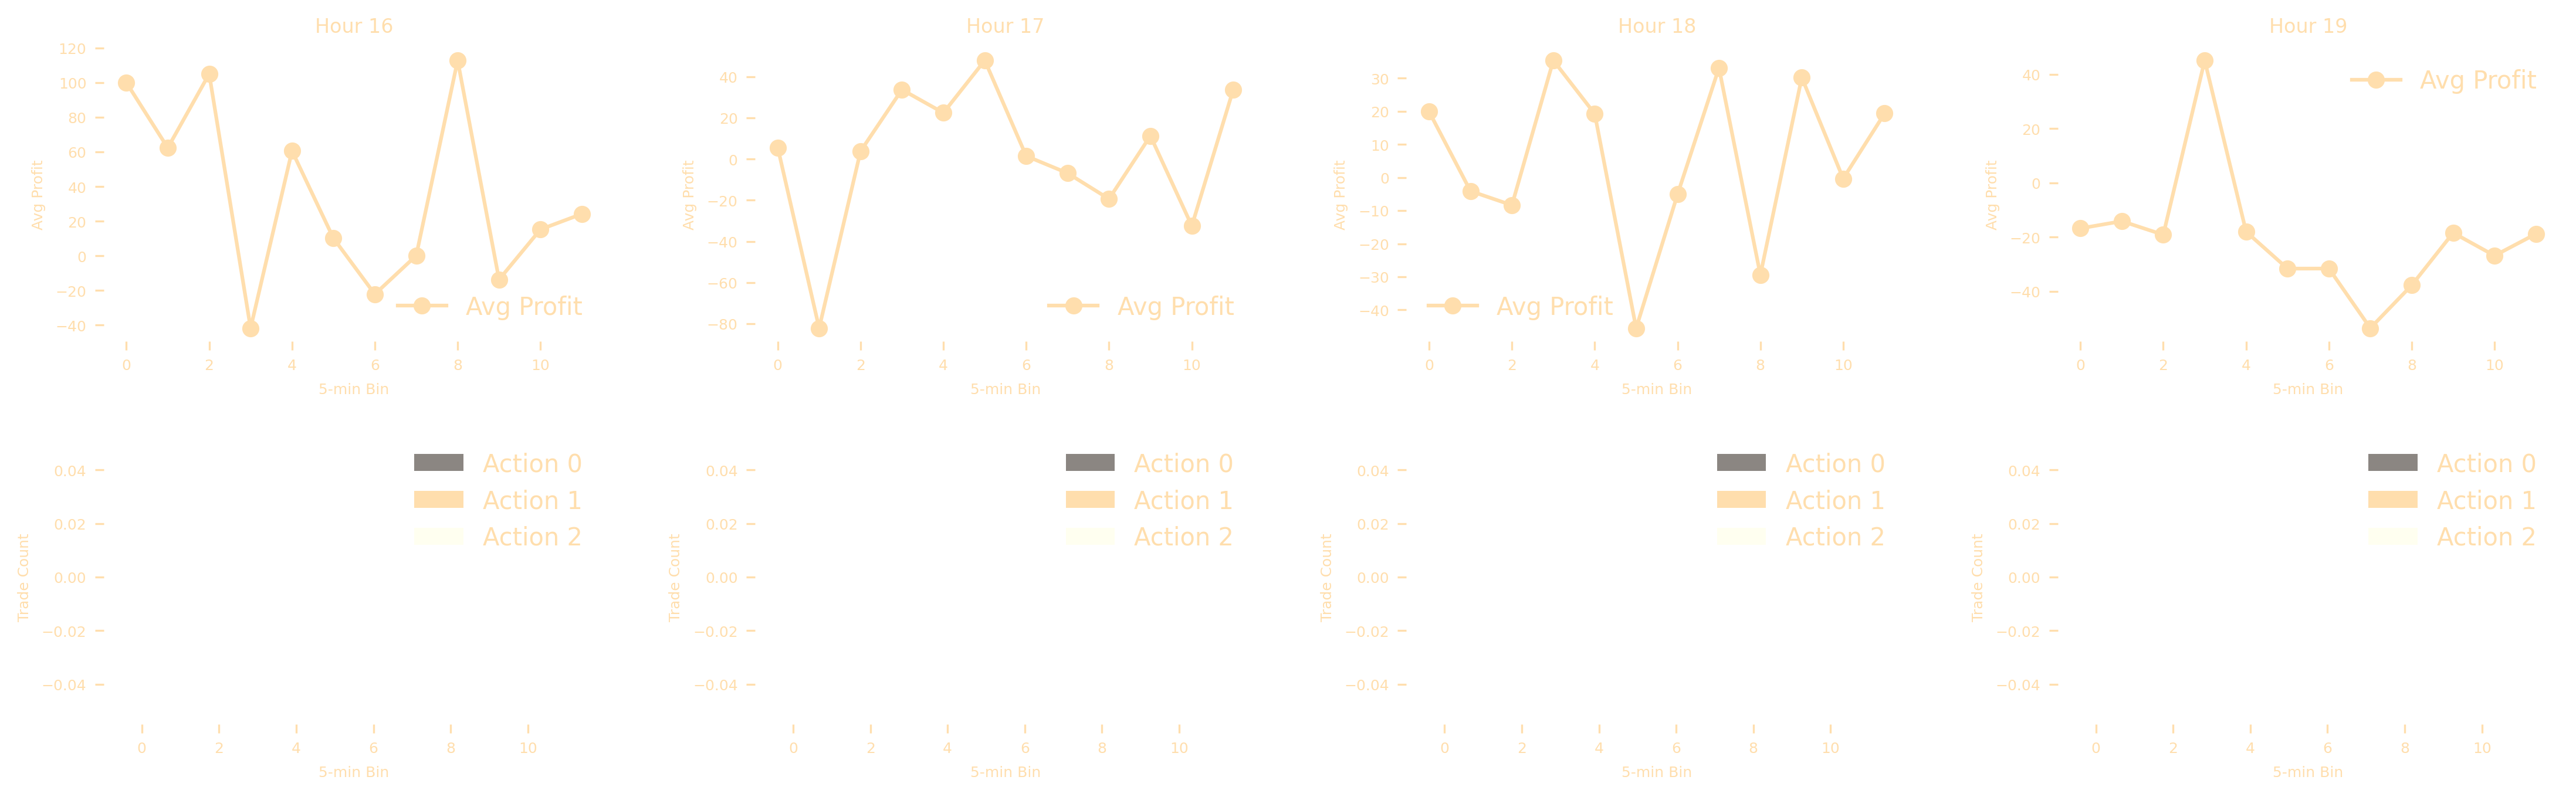 Hour 16
120
100
80
60
40
20
0
−20
−40
Avg Profit
Avg Profit
0 2 4 6 8 10
5-min Bin
Hour 17
40
20
0
−20
−40
−60
−80
Avg Profit
Avg Profit
0 2 4 6 8 10
5-min Bin
Hour 18
30
20
10
0
−10
−20
−30
−40
Avg Profit
Avg Profit
0 2 4 6 8 10
5-min Bin
Hour 19
40
20
0
−20
−40
Avg Profit
Avg Profit
0 2 4 6 8 10
5-min Bin
0.04
0.02
0.00
−0.02
−0.04
Trade Count
Action 0
Action 1
Action 2
0 2 4 6 8 10
5-min Bin
0.04
0.02
0.00
−0.02
−0.04
Trade Count
Action 0
Action 1
Action 2
0 2 4 6 8 10
5-min Bin
0.04
0.02
0.00
−0.02
−0.04
Trade Count
Action 0
Action 1
Action 2
0 2 4 6 8 10
5-min Bin
0.04
0.02
0.00
−0.02
−0.04
Trade Count
Action 0
Action 1
Action 2
0 2 4 6 8 10
5-min Bin